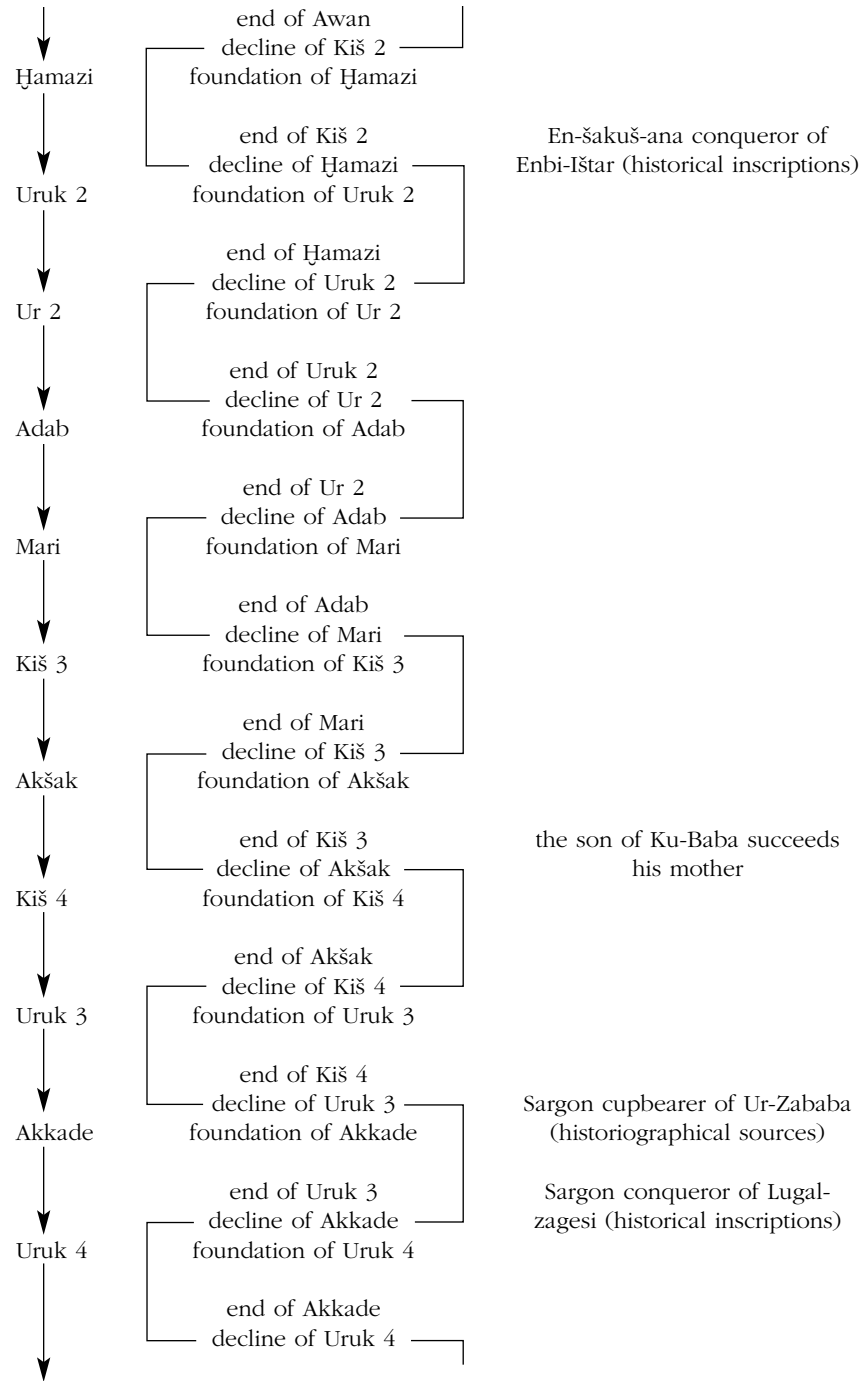 end of Awan
decline of Kiš 2
Ḫamazi
foundation of Ḫamazi
end of Kiš 2
En-šakuš-ana conqueror of
decline of Ḫamazi
Enbi-Ištar (historical inscriptions)
Uruk 2
foundation of Uruk 2
end of Ḫamazi
decline of Uruk 2
Ur 2
foundation of Ur 2
end of Uruk 2
decline of Ur 2
Adab
foundation of Adab
end of Ur 2
decline of Adab
Mari
foundation of Mari
end of Adab
decline of Mari
Kiš 3
foundation of Kiš 3
end of Mari
decline of Kiš 3
Akšak
foundation of Akšak
end of Kiš 3
the son of Ku-Baba succeeds
decline of Akšak
his mother
Kiš 4
foundation of Kiš 4
end of Akšak
decline of Kiš 4
Uruk 3
foundation of Uruk 3
end of Kiš 4
decline of Uruk 3
Sargon cupbearer of Ur-Zababa
Akkade
foundation of Akkade
(historiographical sources)
end of Uruk 3
Sargon conqueror of Lugal-
decline of Akkade
zagesi (historical inscriptions)
Uruk 4
foundation of Uruk 4
end of Akkade
decline of Uruk 4